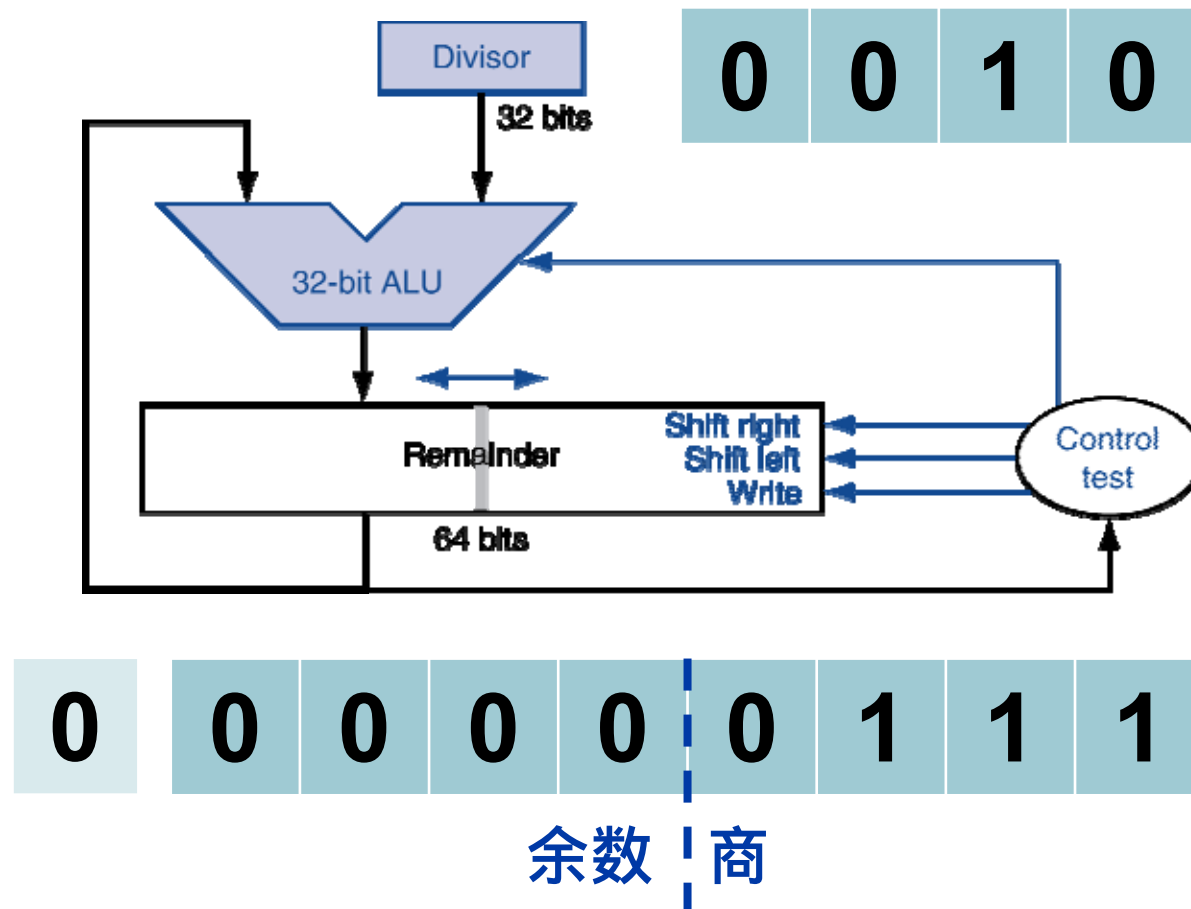 Divisor
0 0 1 0
32 bits
32-bit ALU
Remainder
Shift right
Shift left
Write
Control
test
64 bits
0 0 0 0 0 0 1 1 1
余数 商